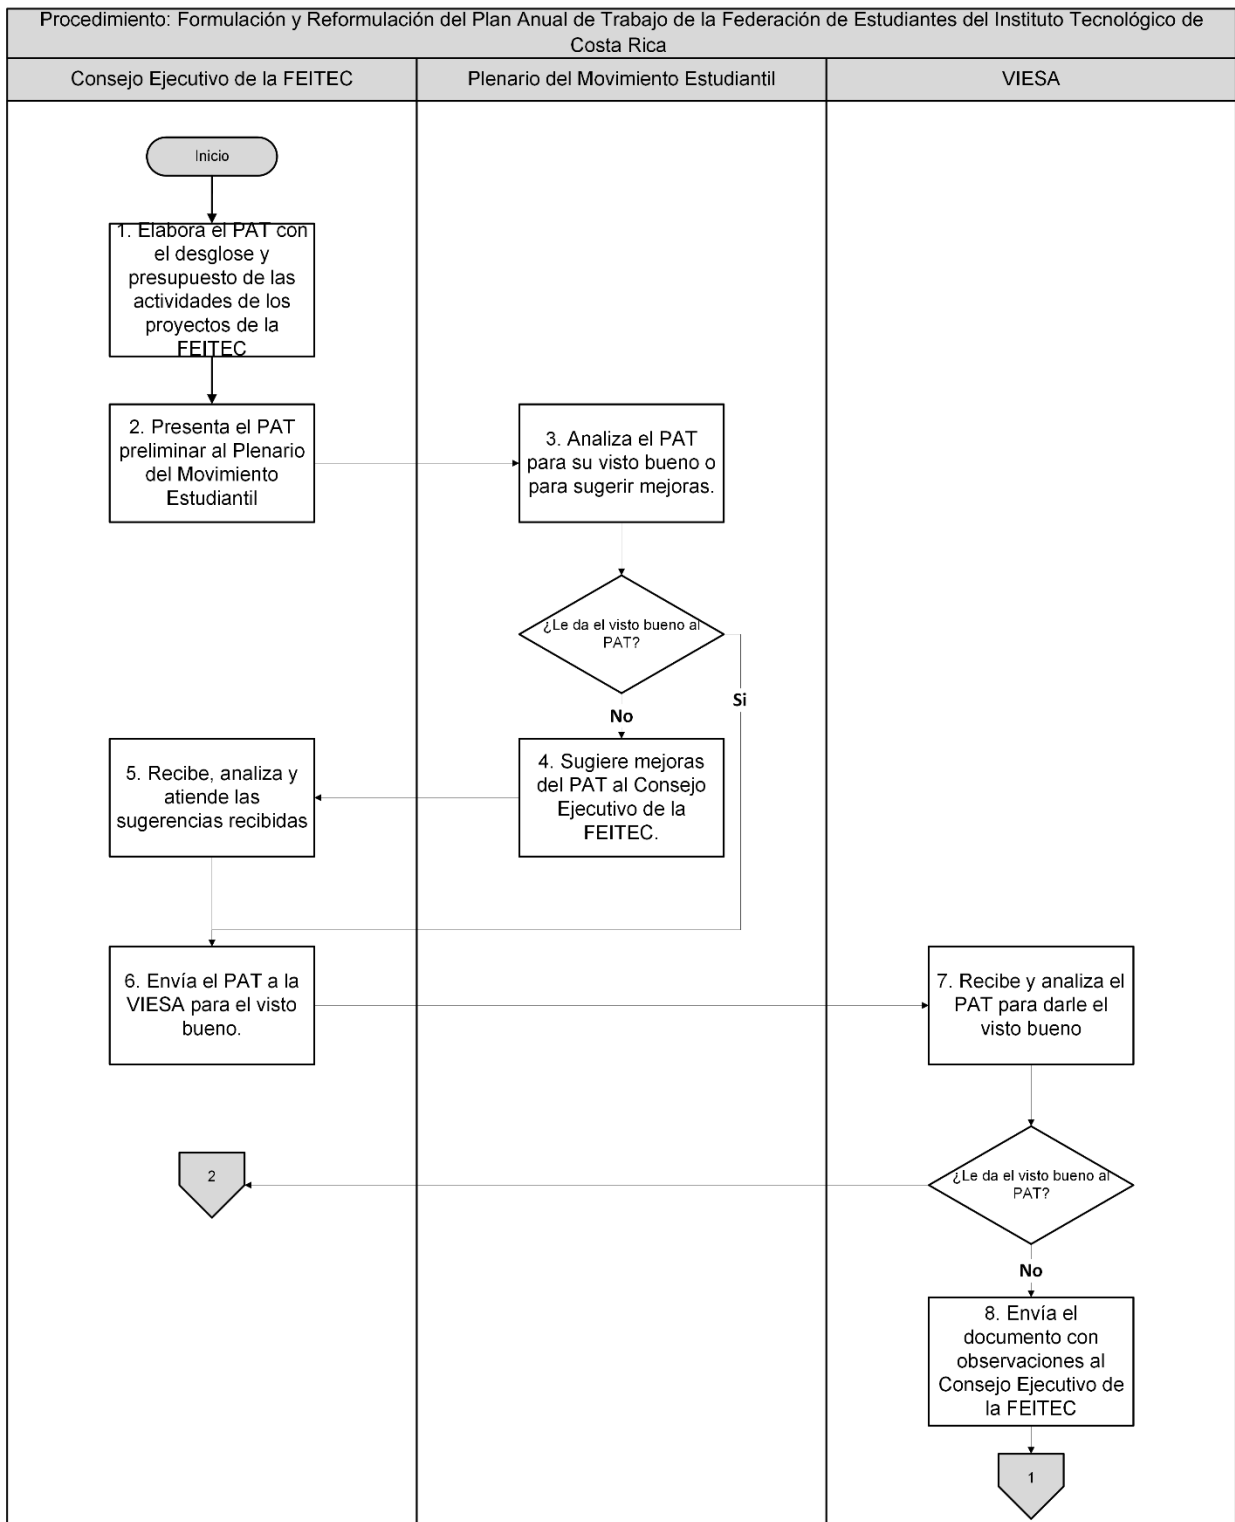 Procedimiento: Formulación y Reformulación del Plan Anual de Trabajo de la Federación de Estudiantes del Instituto Tecnológico de
Costa Rica
Consejo Ejecutivo de la FEITEC
Plenario del Movimiento Estudiantil
VIESA
Inicio
1. Elabora el PAT con
el desglose y
presupuesto de las
actividades de los
proyectos de la
FEITEC
2. Presenta el PAT
preliminar al Plenario
del Movimiento
Estudiantil
3. Analiza el PAT
para su visto bueno o
para sugerir mejoras.
¿Le da el visto bueno al
PAT?
Si
No
4. Sugiere mejoras
del PAT al Consejo
Ejecutivo de la
FEITEC.
5. Recibe, analiza y
atiende las
sugerencias recibidas
6. Envía el PAT a la
VIESA para el visto
bueno.
7. Recibe y analiza el
PAT para darle el
visto bueno
¿Le da el visto bueno al
PAT?
2
No
8. Envía el
documento con
observaciones al
Consejo Ejecutivo de
la FEITEC
1